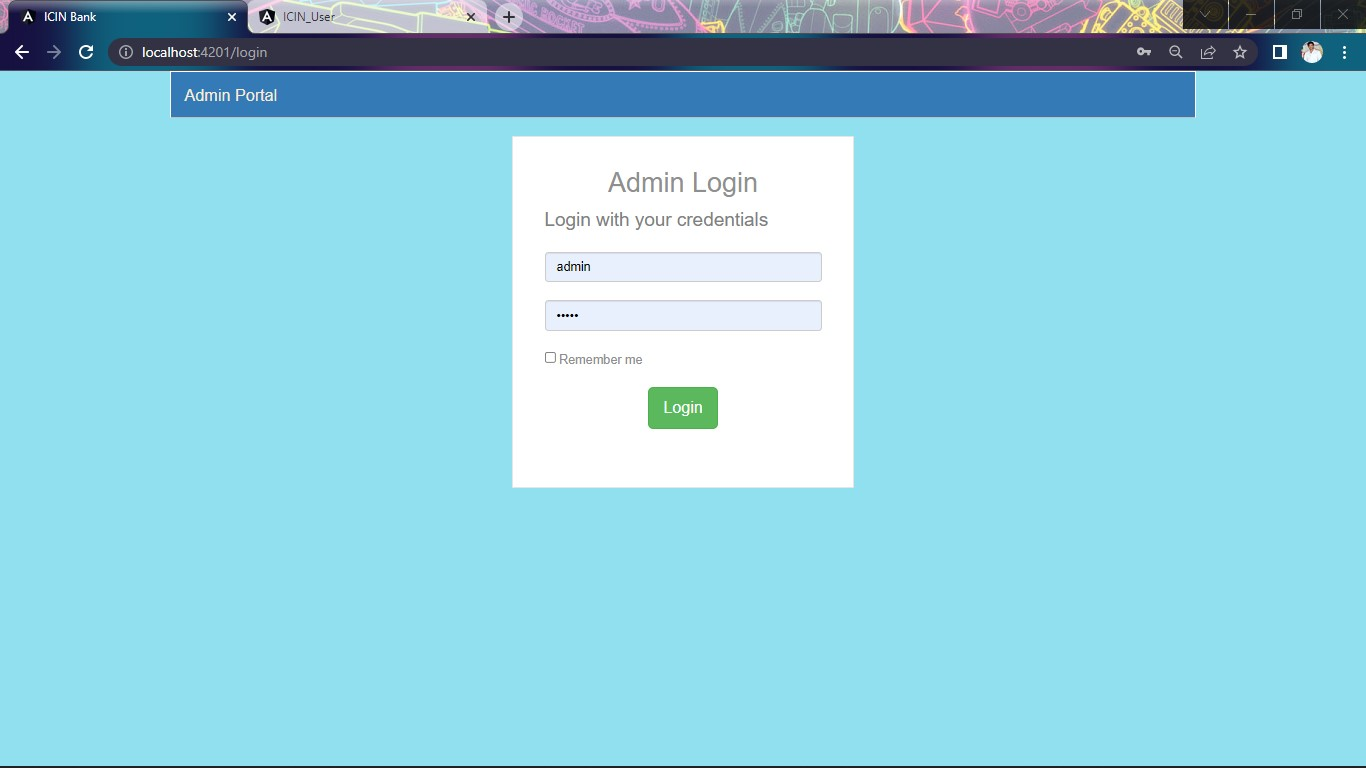 ICIN Bank
ICIN_User
localhost:4201/login
Admin Portal
Admin Login
Login with your credentials
admin
•••••
Remember me
Login